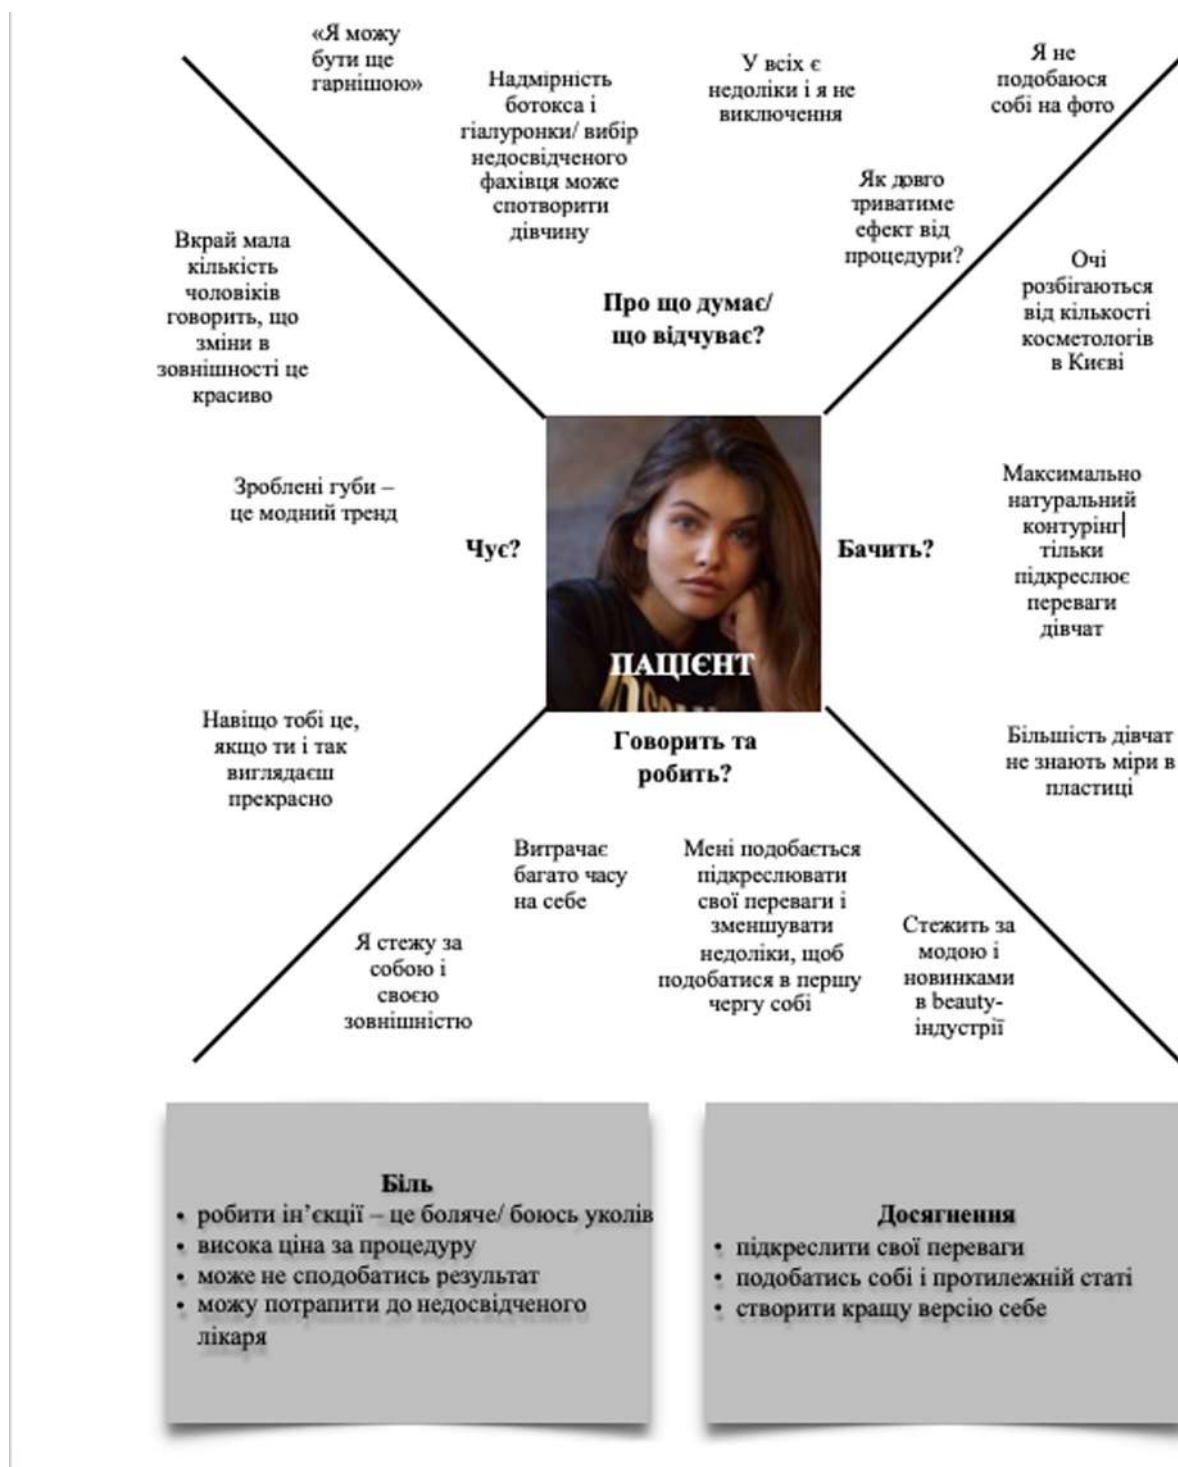 «Я можу
бути ще
гарнішою»
Надмірність
ботокса і
гіалуронки/ вибір
недосвідченого
фахівця може
спотворити
дівчину
У всіх є
недоліки і я не
виключення
Я не
подобаюся
собі на фото
Як довго
триватиме
ефект від
процедури?
Про що думає/
що відчуває?
Вкрай мала
кількість
чоловіків
говорить, що
зміни в
зовнішності це
красиво
Зроблені губи –
це модний тренд
Чує?
Навіщо тобі це,
якщо ти і так
виглядаєш
прекрасно
ПАЦІЄНТ
Бачить?
Очі
розбігаються
від кількості
косметологів
в Києві
Максимально
натуральний
контурінг
тільки
підкреслює
переваги
дівчат
Більшість дівчат
не знають міри в
пластиці
Говорить та
робить?
Витрачає
багато часу
на себе
Мені подобається
підкреслювати
свої переваги і
зменшувати
недоліки, щоб
подобатися в першу
чергу собі
Я стежу за
собою і
своєю
зовнішністю
Стежить за
модою і
новинками
в beauty-
індустрії
Біль
• робити ін’єкції – це боляче/ боюсь уколів
• висока ціна за процедуру
• може не сподобатись результат
• можу потрапити до недосвідченого
лікаря
Досягнення
• підкреслити свої переваги
• подобатись собі і протилежній статі
• створити кращу версію себе